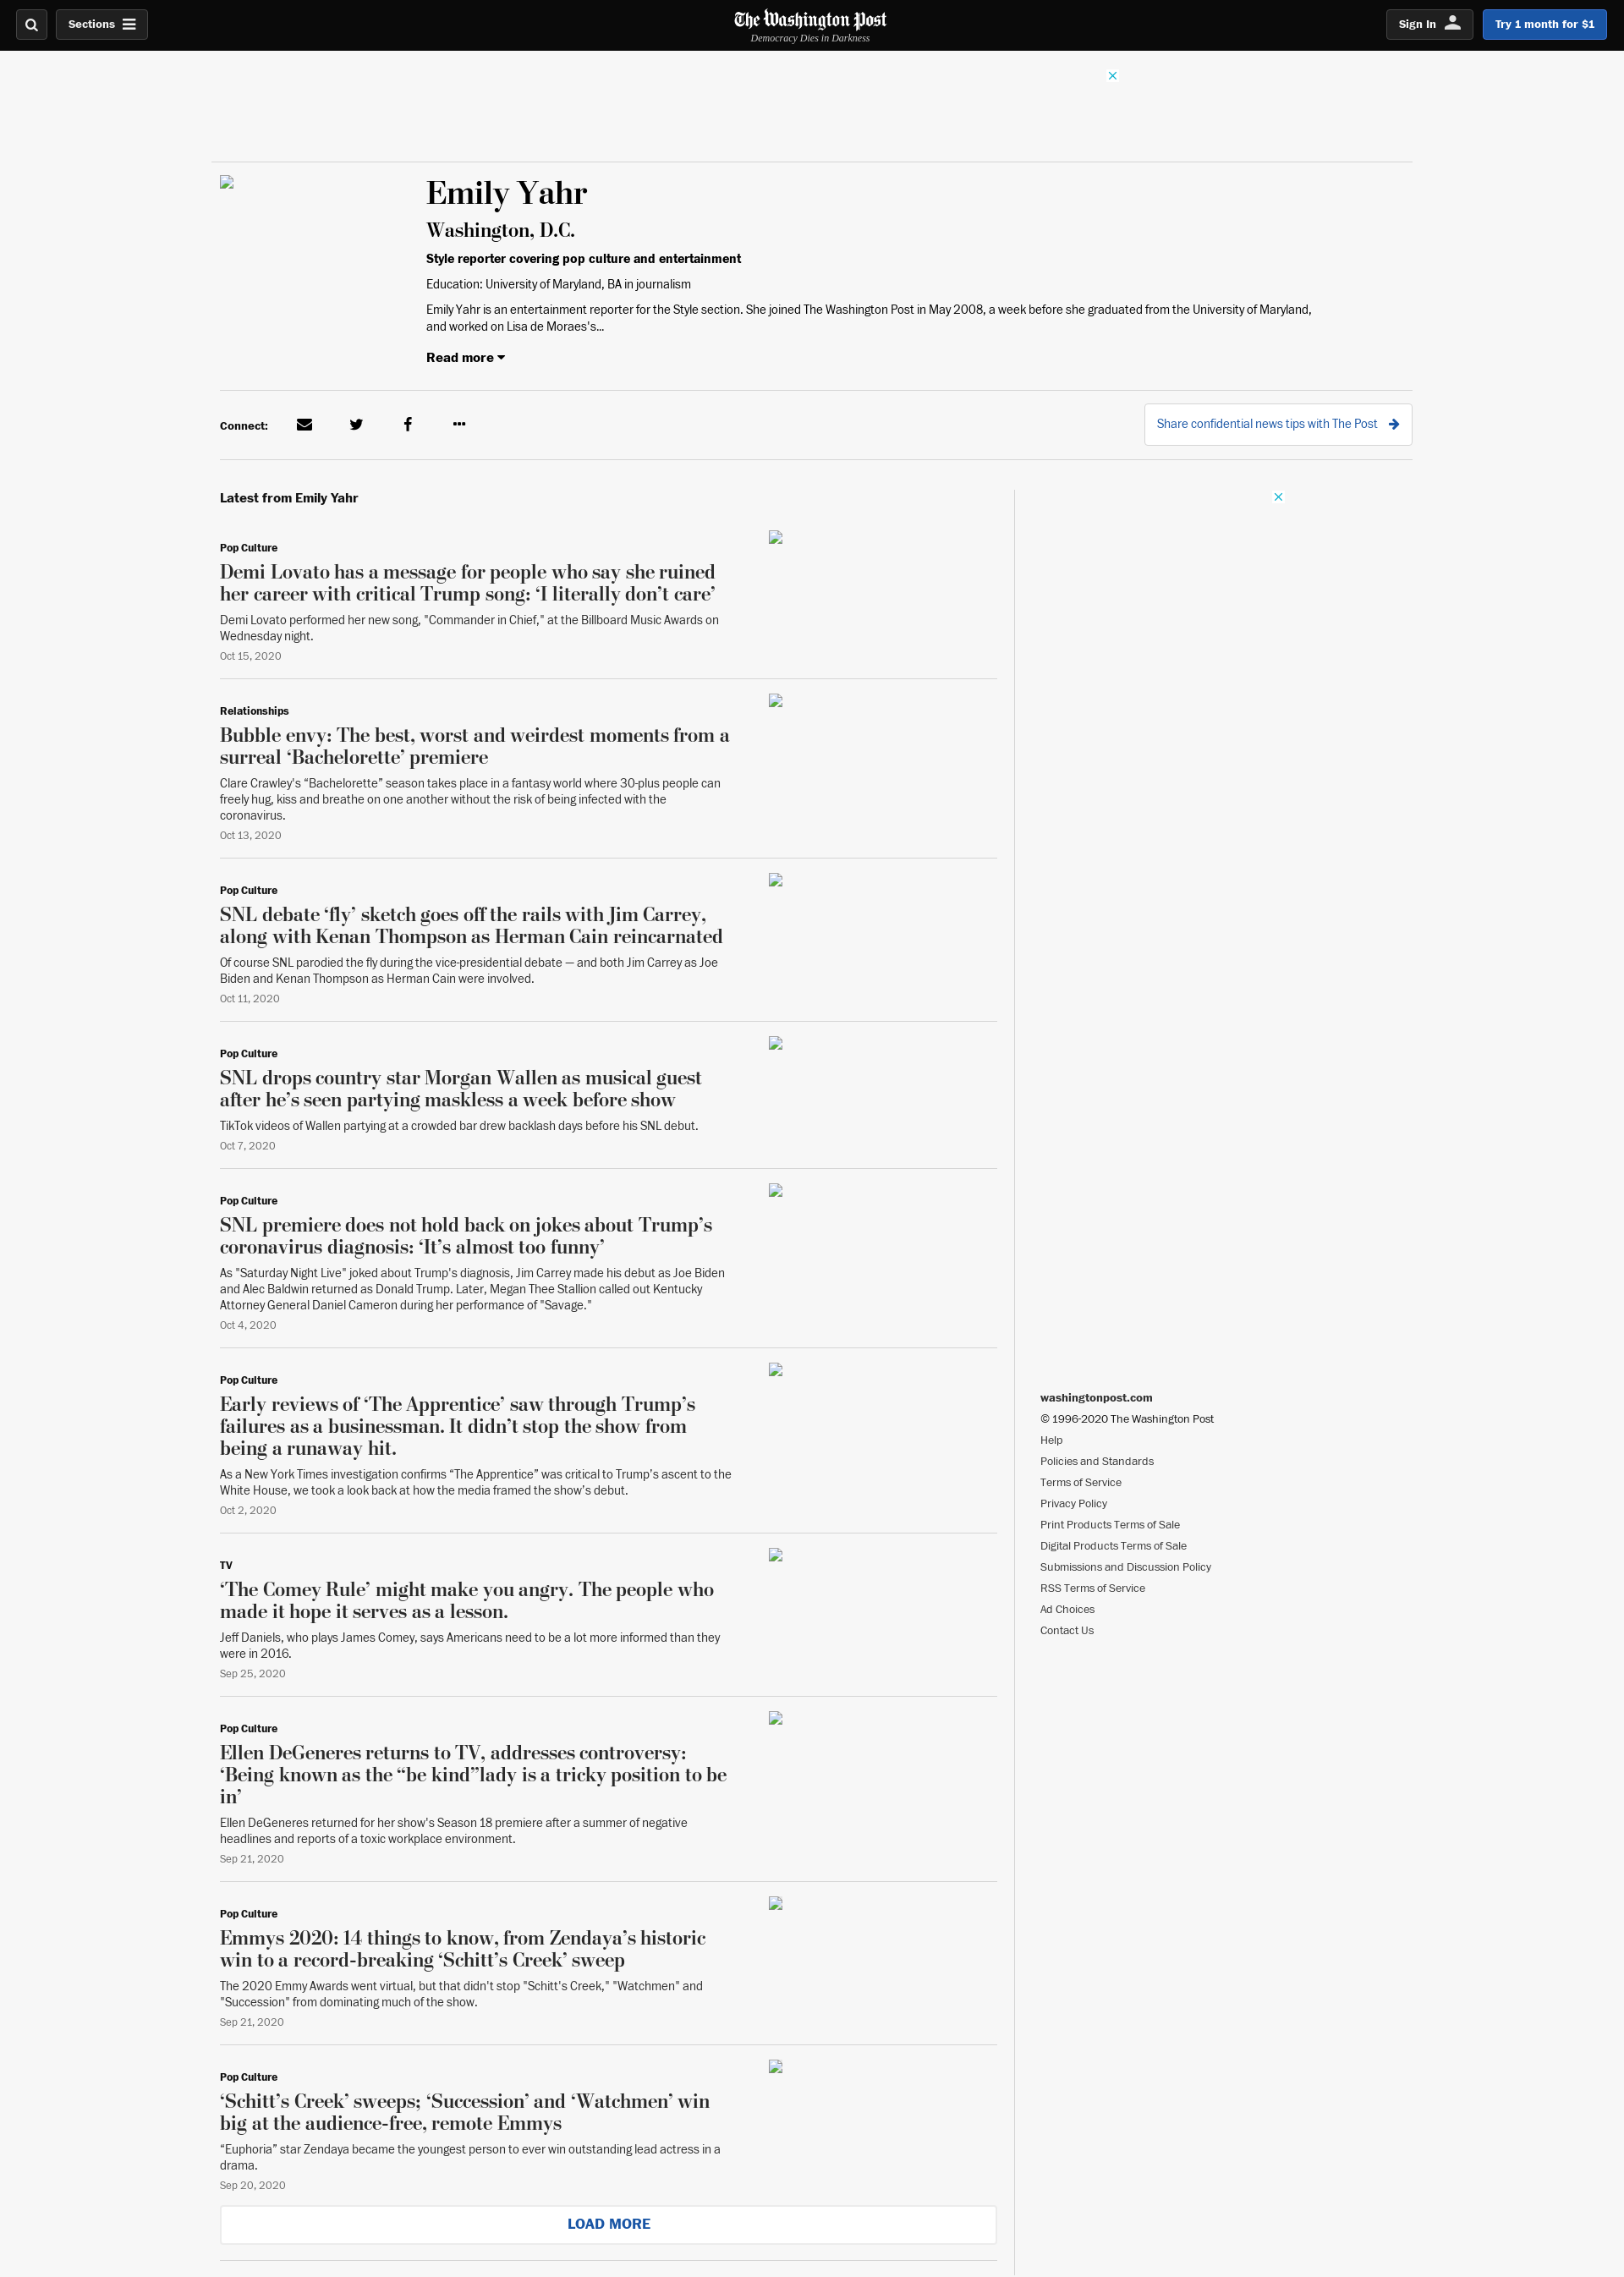 Sections
The Washington Post
Democracy Dies in Darkness
Sign In
Try 1 month for $1
Emily Yahr
Washington, D.C.
Style reporter covering pop culture and entertainment
Education: University of Maryland, BA in journalism
Emily Yahr is an entertainment reporter for the Style section. She joined The Washington Post in May 2008, a week before she graduated from the University of Maryland,
and worked on Lisa de Moraes's...
Read more
Connect:
Share confidential news tips with The Post
Latest from Emily Yahr
Pop Culture
Demi Lovato has a message for people who say she ruined
her career with critical Trump song: ‘I literally don’t care’
Demi Lovato performed her new song, "Commander in Chief," at the Billboard Music Awards on
Wednesday night.
Oct 15, 2020
Relationships
Bubble envy: The best, worst and weirdest moments from a
surreal ‘Bachelorette’ premiere
Clare Crawley's “Bachelorette” season takes place in a fantasy world where 30-plus people can
freely hug, kiss and breathe on one another without the risk of being infected with the
coronavirus.
Oct 13, 2020
Pop Culture
SNL debate ‘fly’ sketch goes off the rails with Jim Carrey,
along with Kenan Thompson as Herman Cain reincarnated
Of course SNL parodied the fly during the vice-presidential debate — and both Jim Carrey as Joe
Biden and Kenan Thompson as Herman Cain were involved.
Oct 11, 2020
Pop Culture
SNL drops country star Morgan Wallen as musical guest
after he’s seen partying maskless a week before show
TikTok videos of Wallen partying at a crowded bar drew backlash days before his SNL debut.
Oct 7, 2020
Pop Culture
SNL premiere does not hold back on jokes about Trump’s
coronavirus diagnosis: ‘It’s almost too funny’
As "Saturday Night Live" joked about Trump's diagnosis, Jim Carrey made his debut as Joe Biden
and Alec Baldwin returned as Donald Trump. Later, Megan Thee Stallion called out Kentucky
Attorney General Daniel Cameron during her performance of "Savage."
Oct 4, 2020
Pop Culture
Early reviews of ‘The Apprentice’ saw through Trump’s
failures as a businessman. It didn’t stop the show from
being a runaway hit.
As a New York Times investigation confirms “The Apprentice” was critical to Trump’s ascent to the
White House, we took a look back at how the media framed the show’s debut.
Oct 2, 2020
TV
‘The Comey Rule’ might make you angry. The people who
made it hope it serves as a lesson.
Jeff Daniels, who plays James Comey, says Americans need to be a lot more informed than they
were in 2016.
Sep 25, 2020
Pop Culture
Ellen DeGeneres returns to TV, addresses controversy:
‘Being known as the “be kind”lady is a tricky position to be
in’
Ellen DeGeneres returned for her show's Season 18 premiere after a summer of negative
headlines and reports of a toxic workplace environment.
Sep 21, 2020
Pop Culture
Emmys 2020: 14 things to know, from Zendaya’s historic
win to a record-breaking ‘Schitt’s Creek’ sweep
The 2020 Emmy Awards went virtual, but that didn't stop "Schitt's Creek," "Watchmen" and
"Succession" from dominating much of the show.
Sep 21, 2020
Pop Culture
‘Schitt’s Creek’ sweeps; ‘Succession’ and ‘Watchmen’ win
big at the audience-free, remote Emmys
“Euphoria” star Zendaya became the youngest person to ever win outstanding lead actress in a
drama.
Sep 20, 2020
LOAD MORE
washingtonpost.com
© 1996-2020 The Washington Post
Help
Policies and Standards
Terms of Service
Privacy Policy
Print Products Terms of Sale
Digital Products Terms of Sale
Submissions and Discussion Policy
RSS Terms of Service
Ad Choices
Contact Us